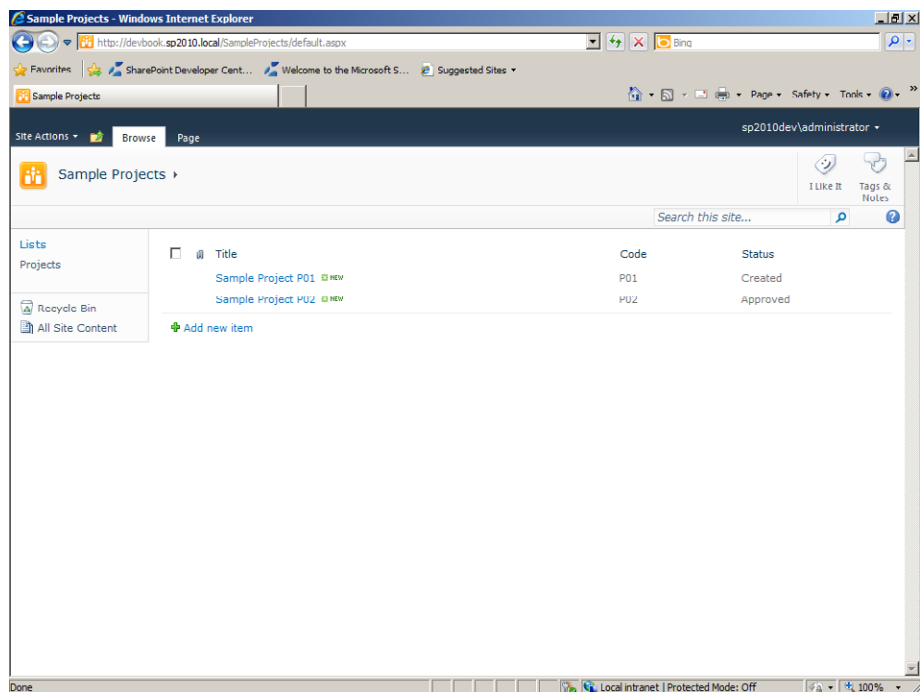 Sample Projects - Windows Internet Explorer
http://devbook.sp2010.local/SampleProjects/default.aspx
Bing
Favorites SharePoint Developer Cent... Welcome to the Microsoft S... Suggested Sites
Sample Projects Page Safety Tools »
sp2010dev\administrator
Site Actions Browse Page
Sample Projects
I Like It Tags & Notes
Search this site...
Lists
Projects
Recycle Bin
All Site Content
Title Code Status
Sample Project P01 NEW P01 Created
Sample Project P02 NEW P02 Approved
Add new item
Done Local intranet | Protected Mode: Off 100%